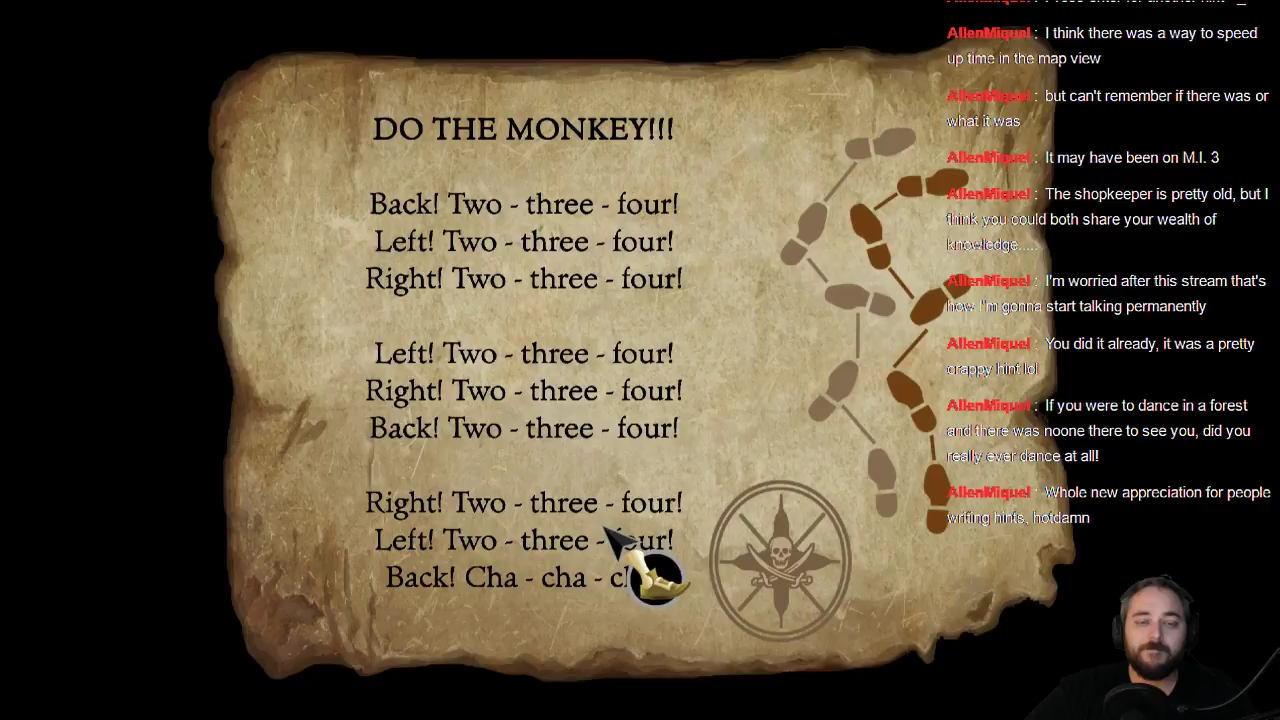 DO THE MONKEY!!!
Back! Two - three - four!
Left! Two - three - four!
Right! Two - three - four!
Left! Two - three - four!
Right! Two - three - four!
Back! Two - three - four!
Right! Two - three - four!
Left! Two - three - four!
Back! Cha - cha -
AllenMiquel: I think there was a way to speed
up time in the map view
AllenMiquel: but can't remember if there was or
what it was
AllenMiquel: It may have been on M.I. 3
AllenMiquel: The shopkeeper is pretty old, but I
think you could both share your wealth of
knowledge.....
AllenMiquel: I'm worried after this stream that's
how I'm gonna start talking permanently
AllenMiquel: You did it already, it was a pretty
crappy hint lol
AllenMiquel: If you were to dance in a forest
and there was noone there to see you, did you
really ever dance at all!
AllenMiquel: Whole new appreciation for people
writing hints, hotdamn